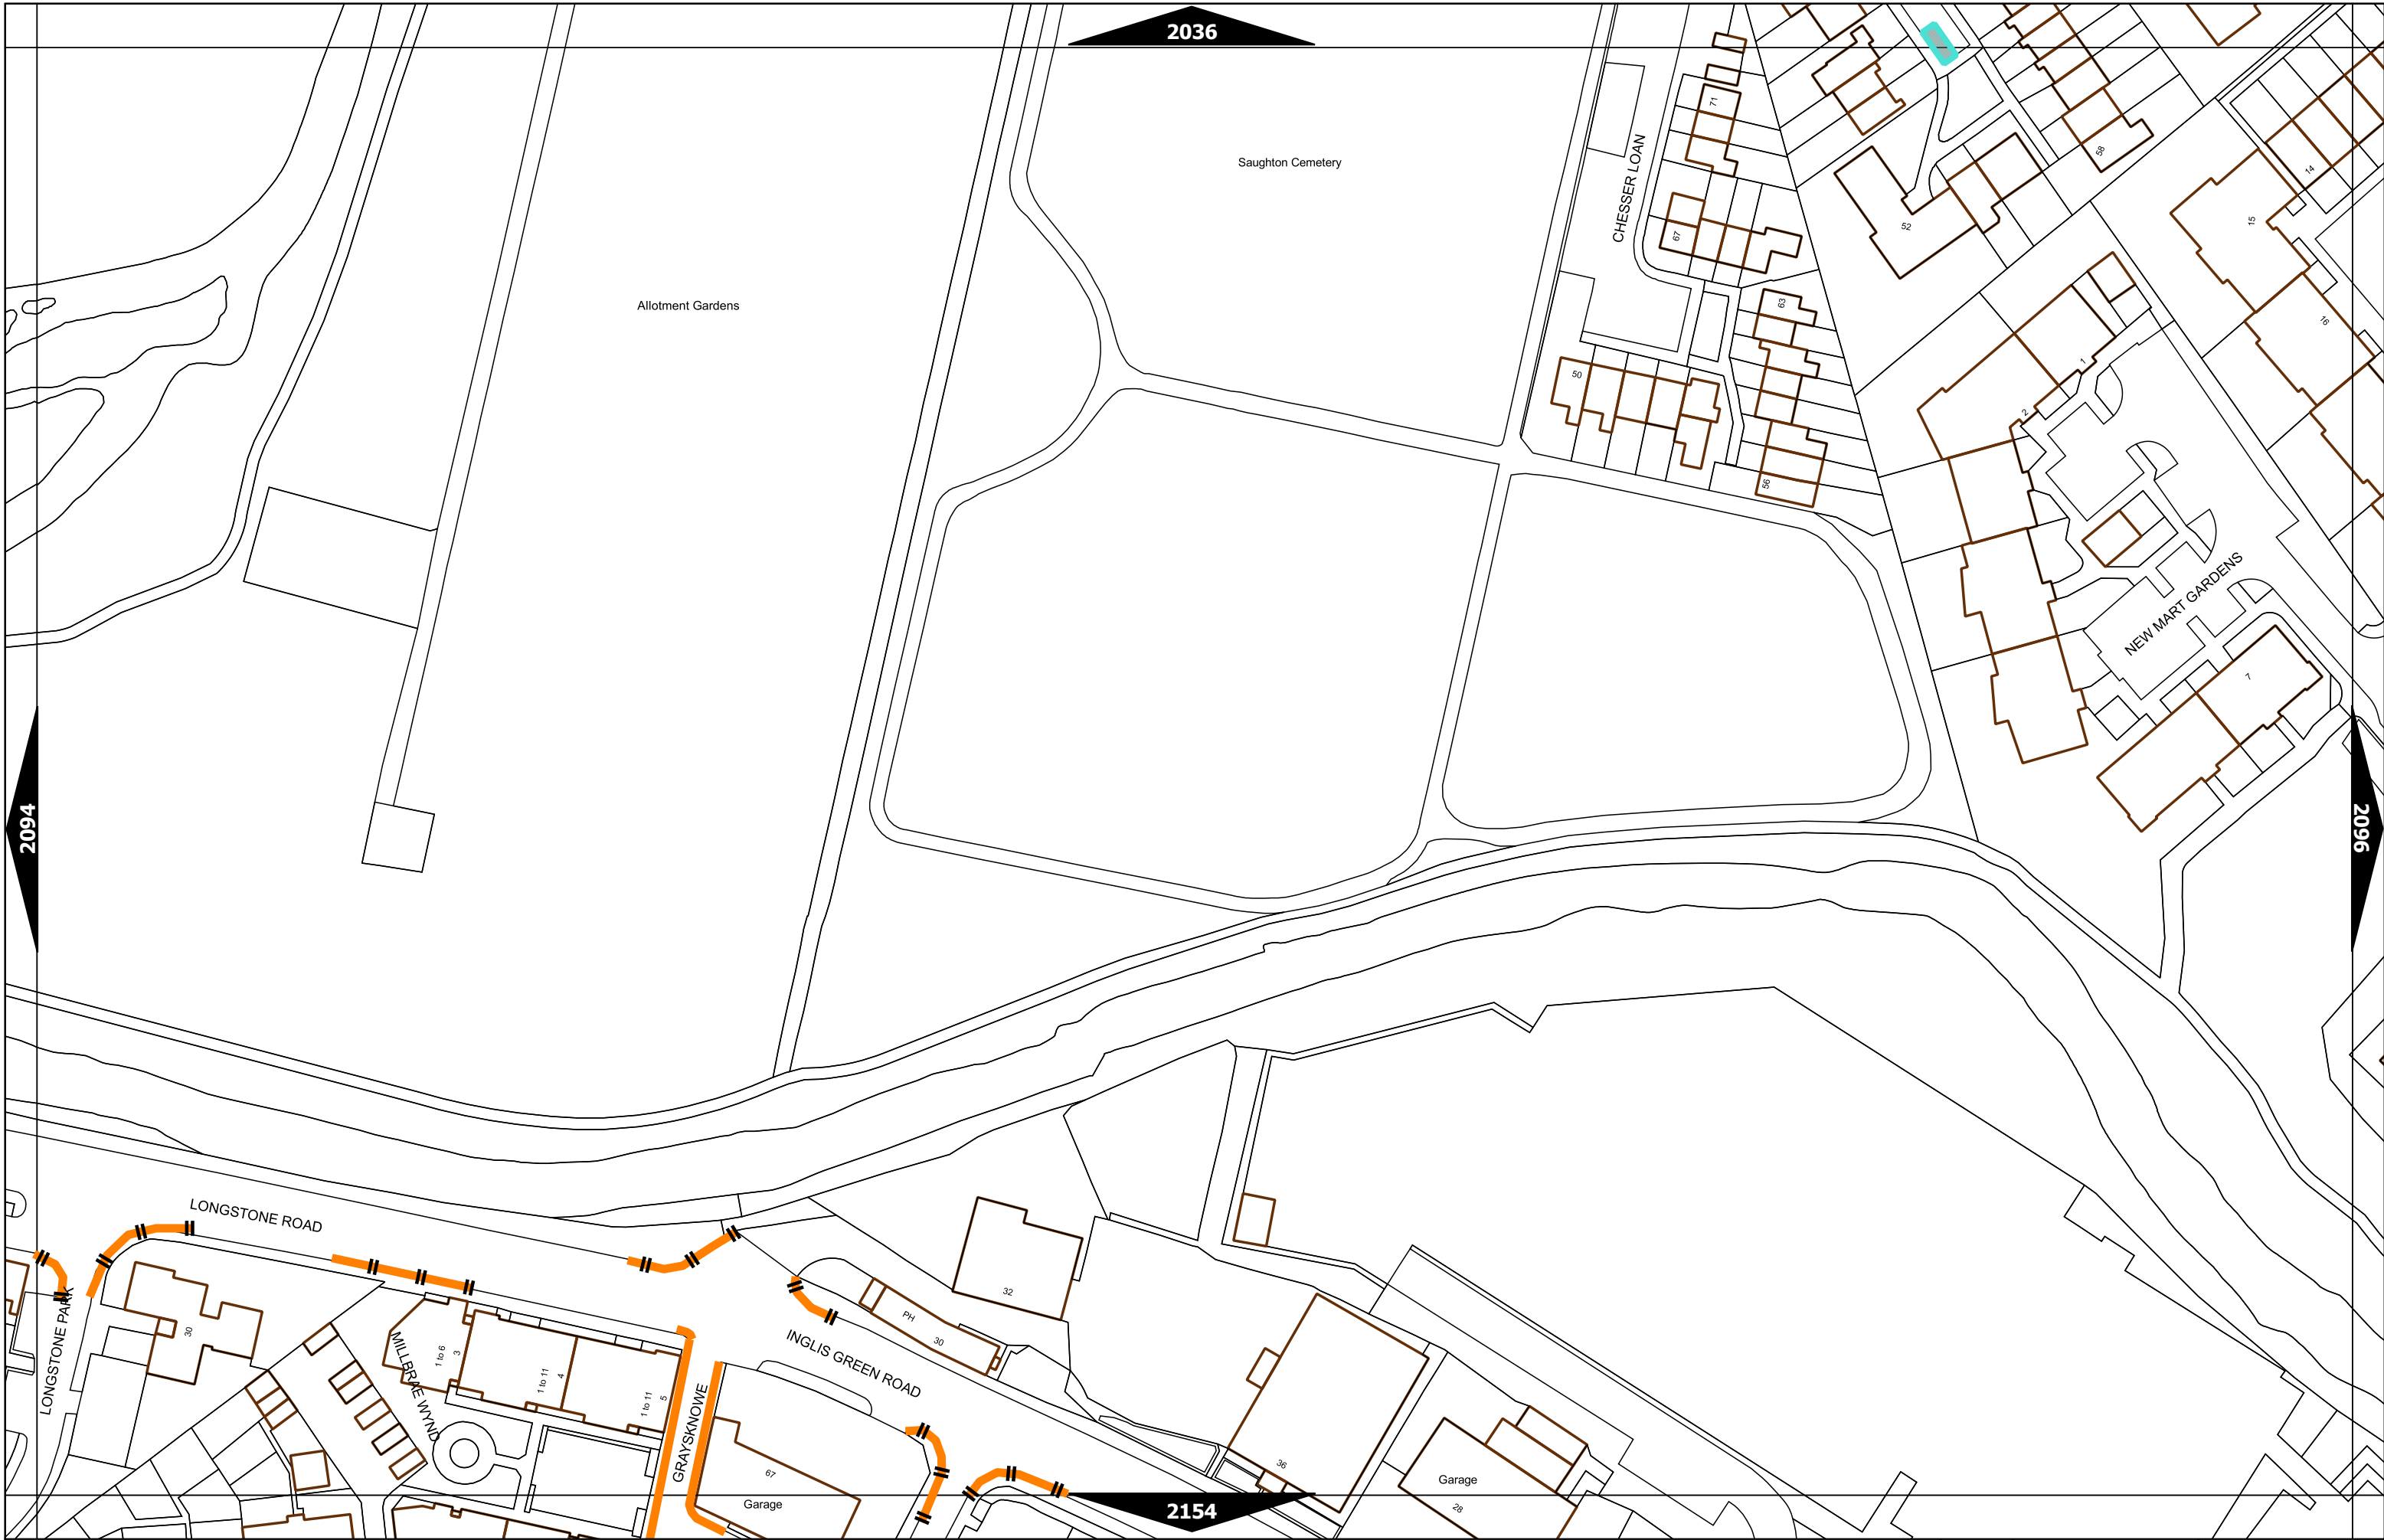 2036
Saughton Cemetery
CHESSER LOAN
71
58
14
15
52
67
Allotment Gardens
63
16
50
1
2
56
NEW MART GARDENS
7
2094
2096
LONGSTONE ROAD
LONGSTONE PARK
30
MILLBRAE WYND
1 to 6
3
1 to 11
4
1 to 11
5
GRAYSKNOWE
INGLIS GREEN ROAD
PH
30
32
67
Garage
36
Garage
28
2154